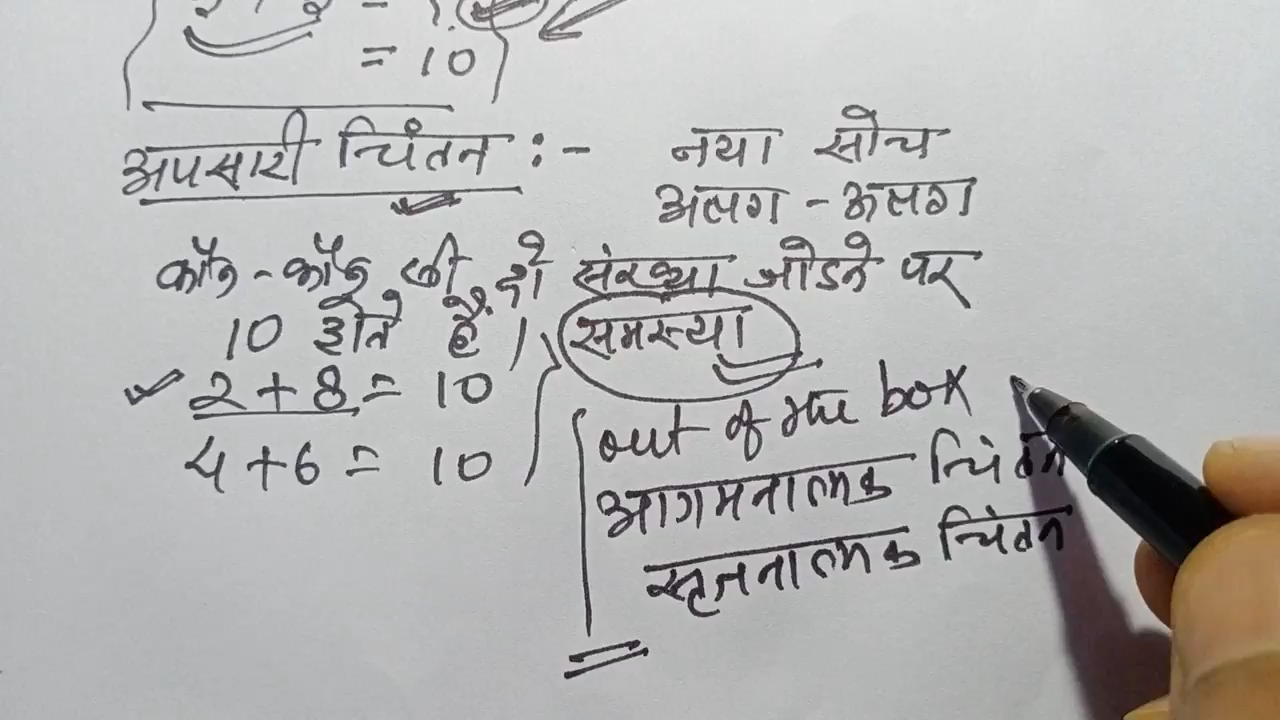 = 10
अपसारी चिंतन :- नया सोच
अलग - अलग
कौन - कौन सी दो संख्या जोडने पर
10 होते हैं। समस्या
2 + 8 = 10
4 + 6 = 10
out of the box
आगमनात्मक चिंतन
सृजनात्मक चिंतन